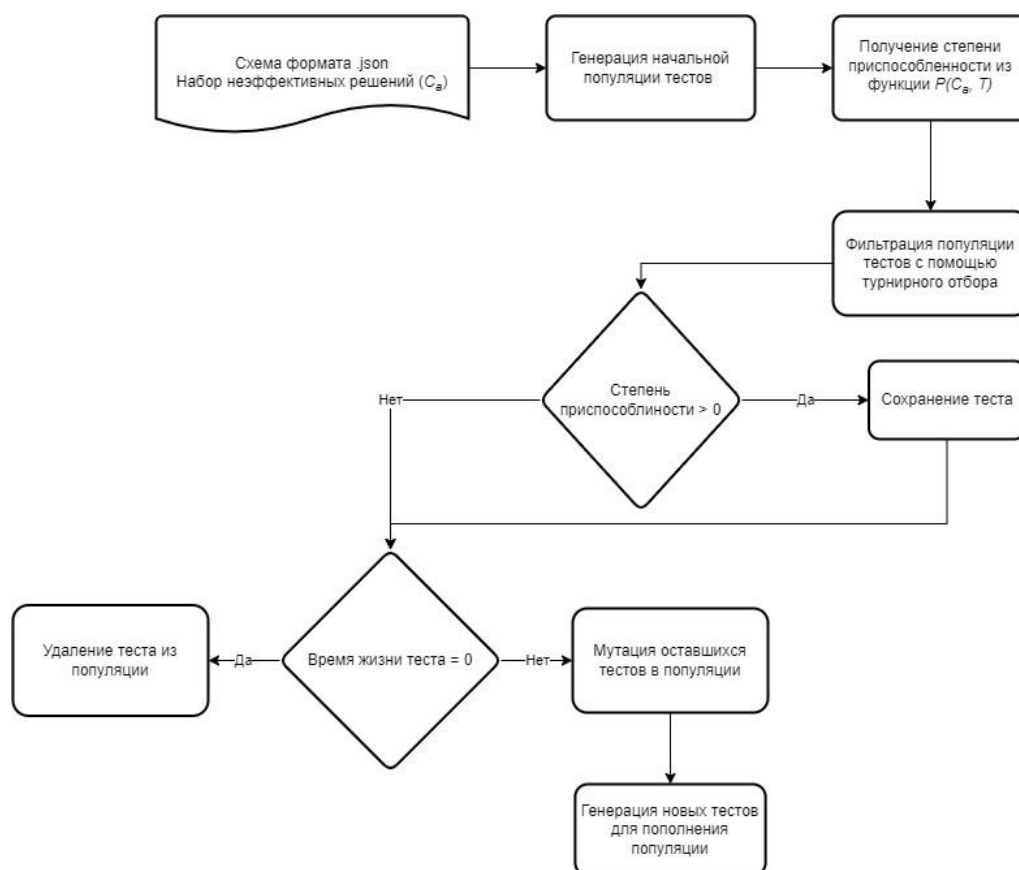 Схема формата .json
Набор неэффективных решений (Cₐ)
Генерация начальной
популяции тестов
Получение степени
приспособленности из
функции P(Cₐ, T)
Фильтрация популяции
тестов с помощью
турнирного отбора
Степень
приспособлиности > 0
Нет
Да
Сохранение теста
Время жизни теста = 0
Да
Удаление теста из
популяции
Нет
Мутация оставшихся
тестов в популяции
Генерация новых тестов
для пополнения
популяции